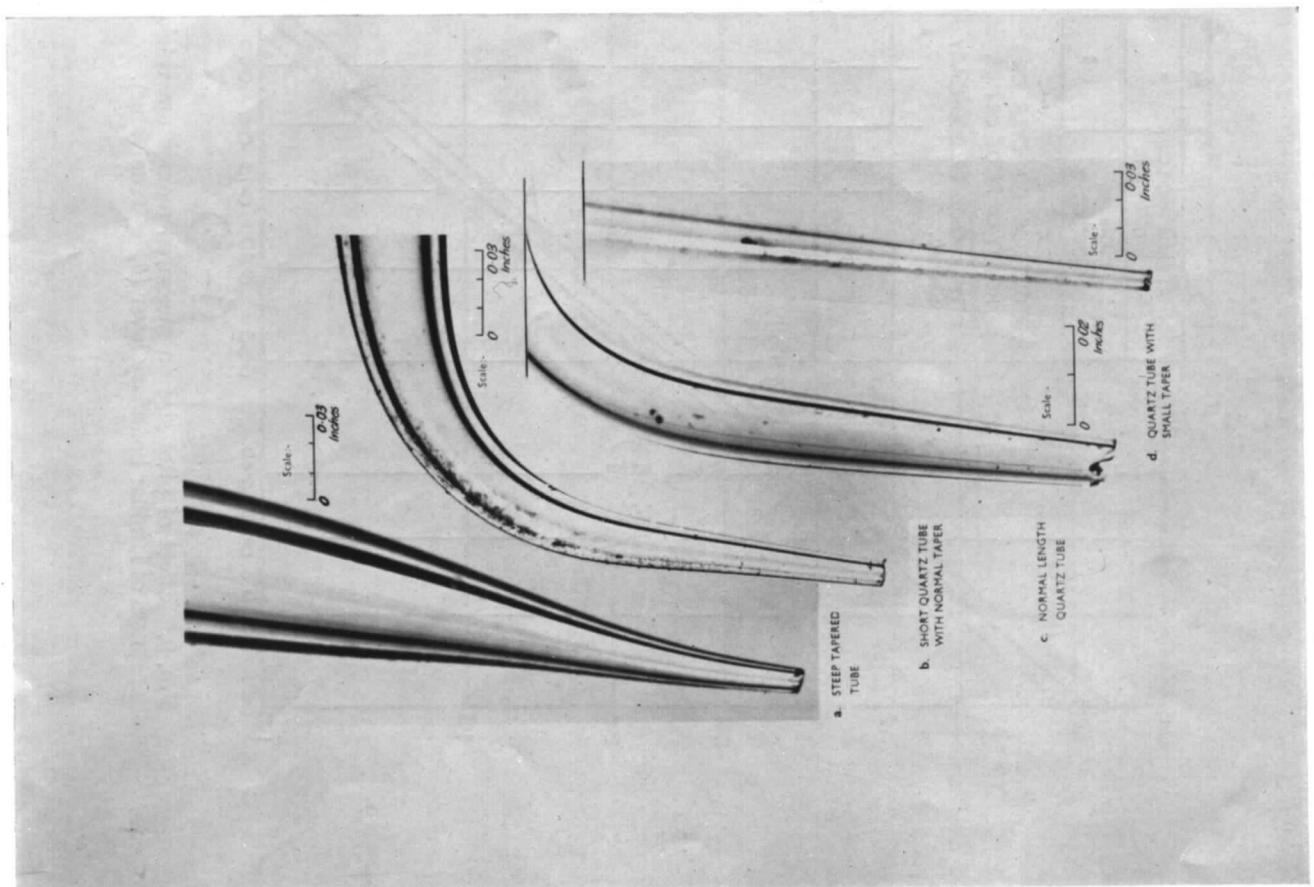 Scale:-
0 0·03
Inches
a. STEEP TAPERED
TUBE
Scale:-
0 0·03
Inches
b. SHORT QUARTZ TUBE
WITH NORMAL TAPER
Scale:-
0 0·02
Inches
c. NORMAL LENGTH
QUARTZ TUBE
Scale:-
0 0·03
Inches
d. QUARTZ TUBE WITH
SMALL TAPER